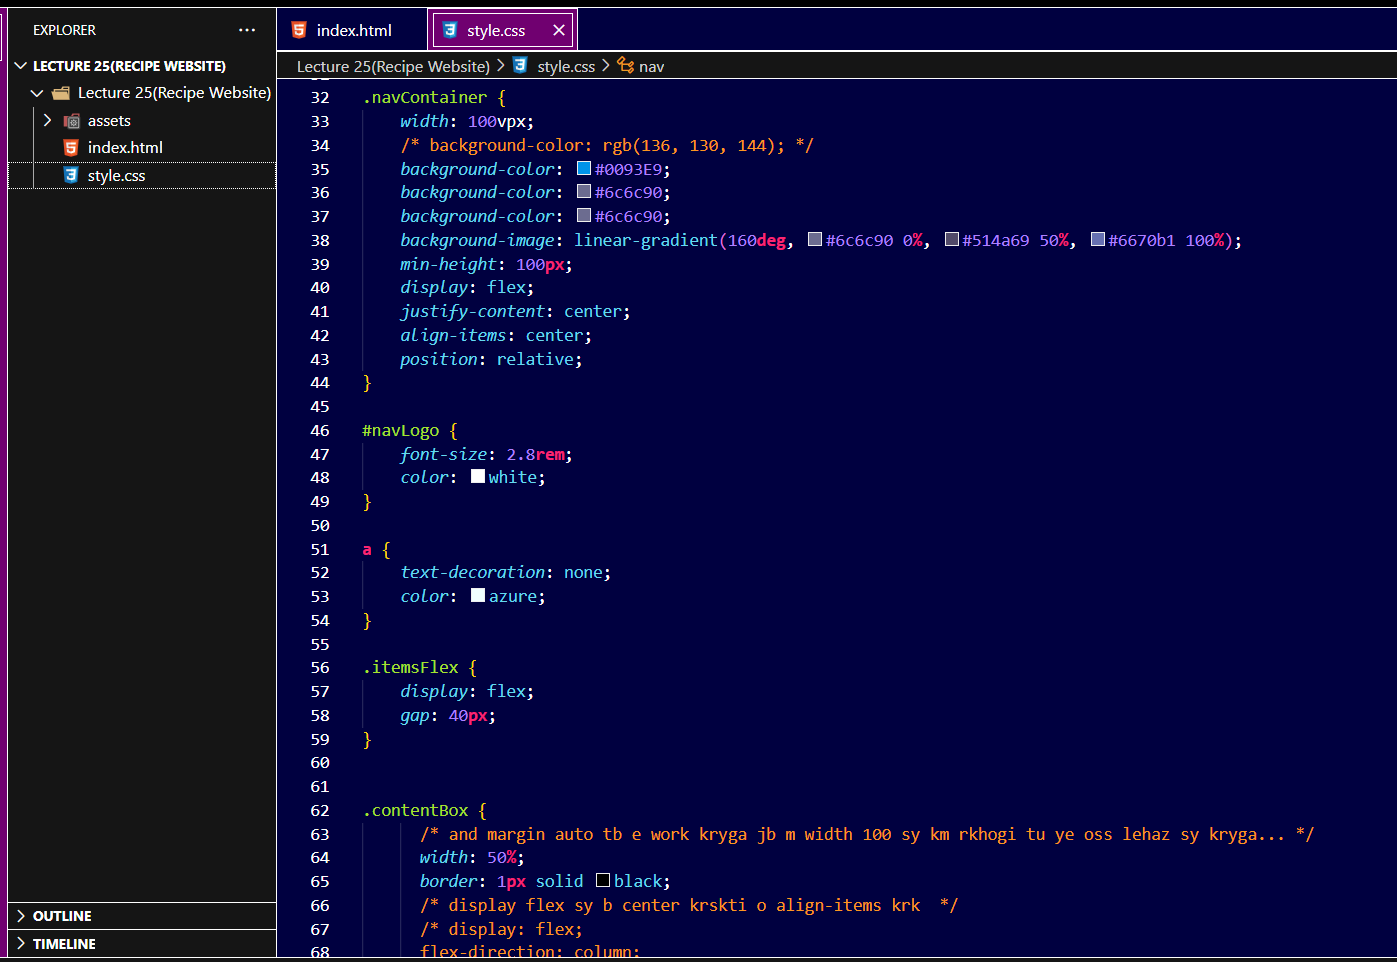 EXPLORER
LECTURE 25(RECIPE WEBSITE)
Lecture 25(Recipe Website)
assets
index.html
style.css
OUTLINE
TIMELINE
index.html
style.css
Lecture 25(Recipe Website) > style.css > nav
32 .navContainer {
33 width: 100vpx;
34 /* background-color: rgb(136, 130, 144); */
35 background-color: #0093E9;
36 background-color: #6c6c90;
37 background-color: #6c6c90;
38 background-image: linear-gradient(160deg, #6c6c90 0%, #514a69 50%, #6670b1 100%);
39 min-height: 100px;
40 display: flex;
41 justify-content: center;
42 align-items: center;
43 position: relative;
44 }
45
46 #navLogo {
47 font-size: 2.8rem;
48 color: white;
49 }
50
51 a {
52 text-decoration: none;
53 color: azure;
54 }
55
56 .itemsFlex {
57 display: flex;
58 gap: 40px;
59 }
60
61
62 .contentBox {
63 /* and margin auto tb e work kryga jb m width 100 sy km rkhogi tu ye oss lehaz sy kryga... */
64 width: 50%;
65 border: 1px solid black;
66 /* display flex sy b center krskti o align-items krk  */
67 /* display: flex;
68 flex-direction: column;